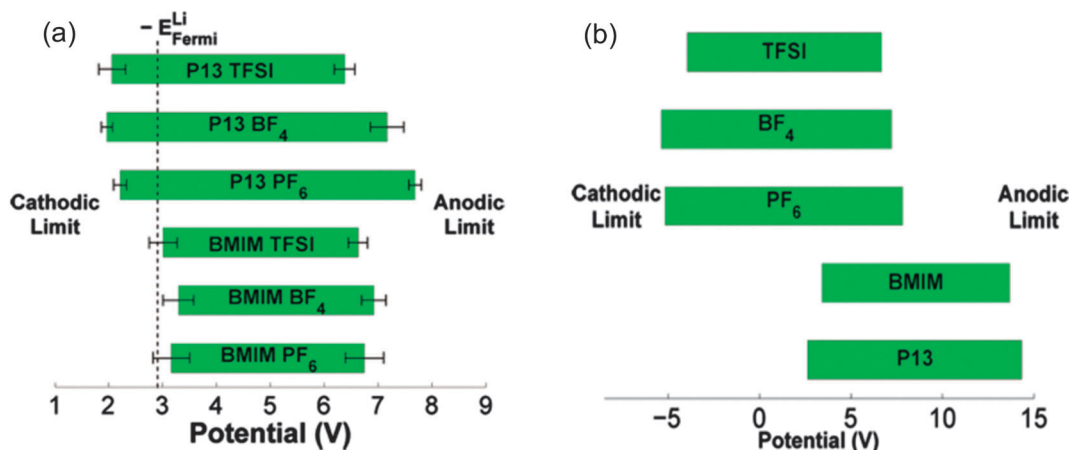 (a)
− E^Li_Fermi
P13 TFSI
P13 BF₄
P13 PF₆
Cathodic
Limit
Anodic
Limit
BMIM TFSI
BMIM BF₄
BMIM PF₆
1 2 3 4 5 6 7 8 9
Potential (V)
(b)
TFSI
BF₄
PF₆
Cathodic
Limit
Anodic
Limit
BMIM
P13
−5 0 5 10 15
Potential (V)